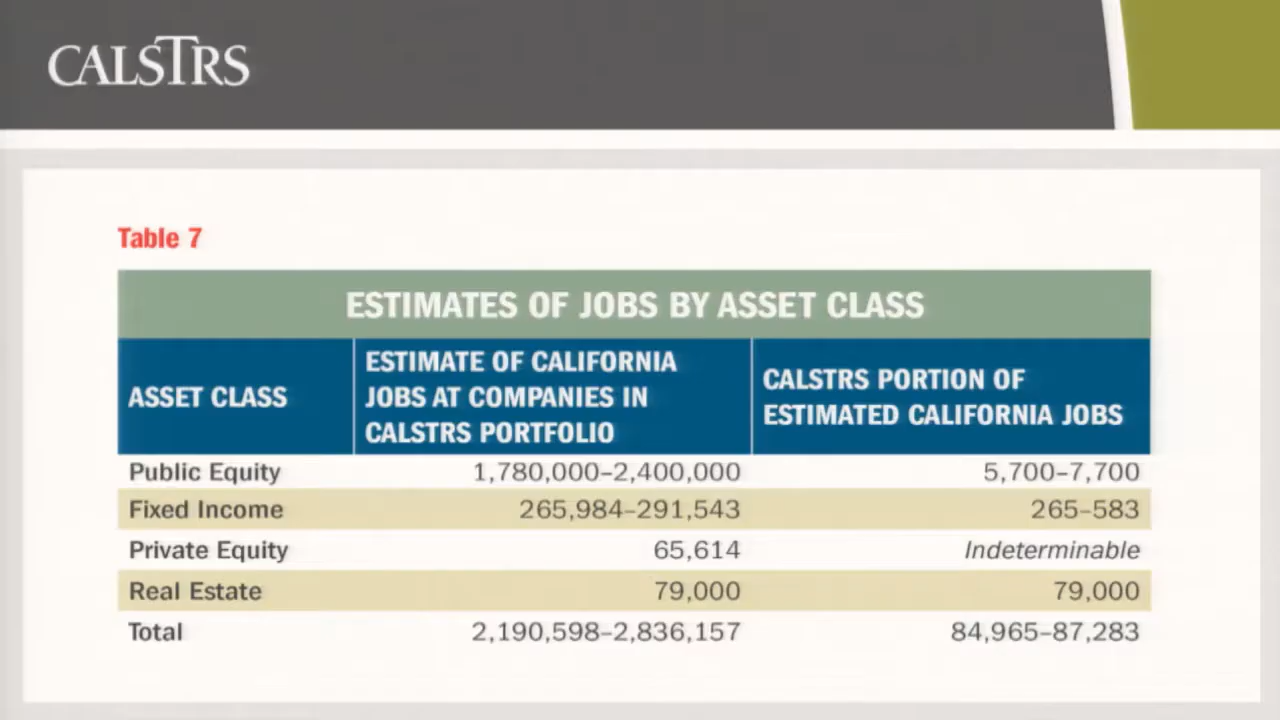 CALSTRS
Table 7
ESTIMATES OF JOBS BY ASSET CLASS
ASSET CLASS
ESTIMATE OF CALIFORNIA
JOBS AT COMPANIES IN
CALSTRS PORTFOLIO
CALSTRS PORTION OF
ESTIMATED CALIFORNIA JOBS
Public Equity 1,780,000–2,400,000 5,700–7,700
Fixed Income 265,984–291,543 265–583
Private Equity 65,614 Indeterminable
Real Estate 79,000 79,000
Total 2,190,598–2,836,157 84,965–87,283